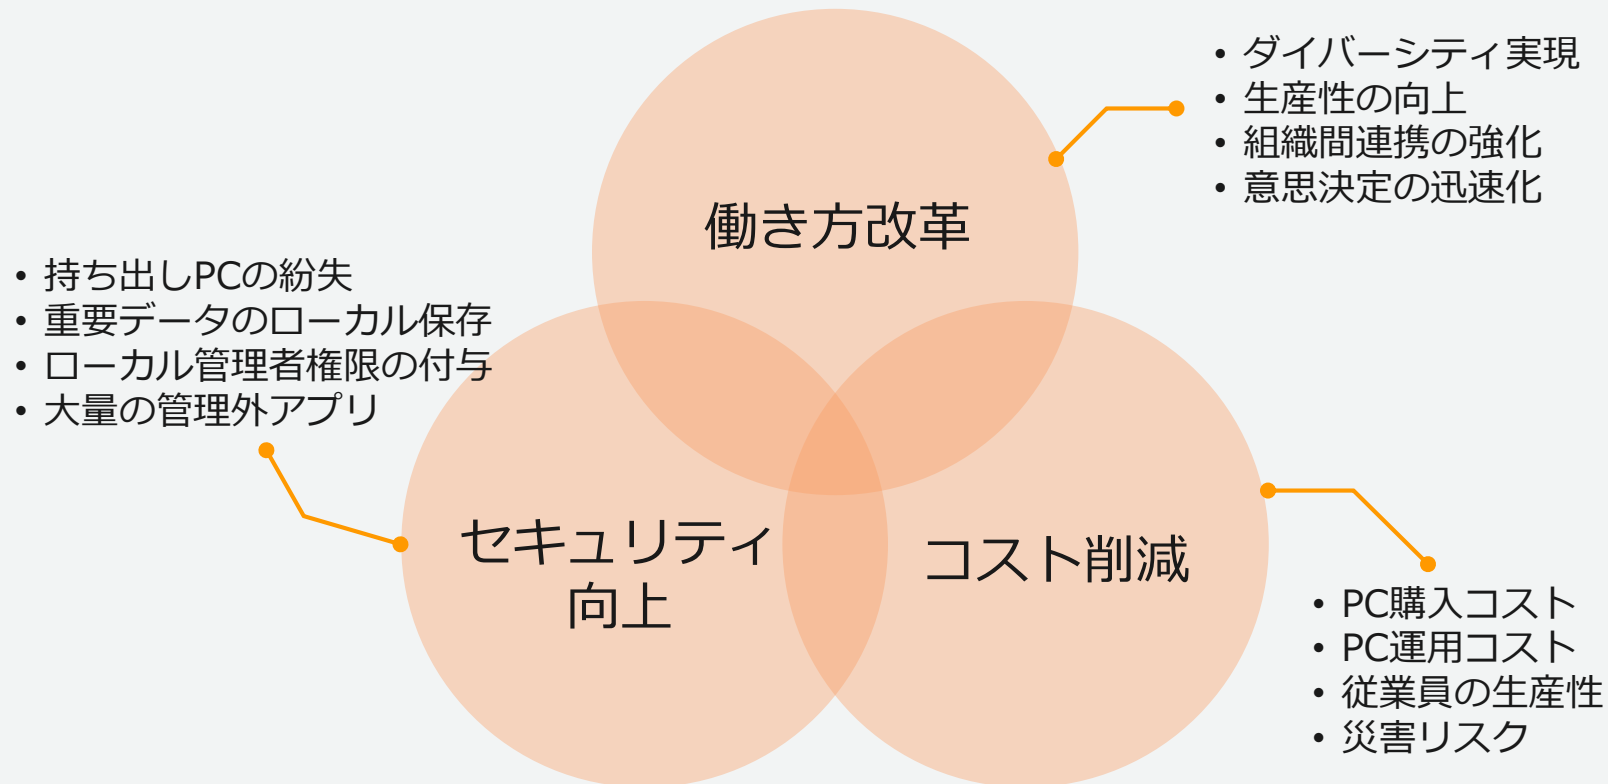 • ダイバーシティ実現
• 生産性の向上
• 組織間連携の強化
• 意思決定の迅速化
働き方改革
• 持ち出しPCの紛失
• 重要データのローカル保存
• ローカル管理者権限の付与
• 大量の管理外アプリ
セキュリティ
向上
コスト削減
• PC購入コスト
• PC運用コスト
• 従業員の生産性
• 災害リスク